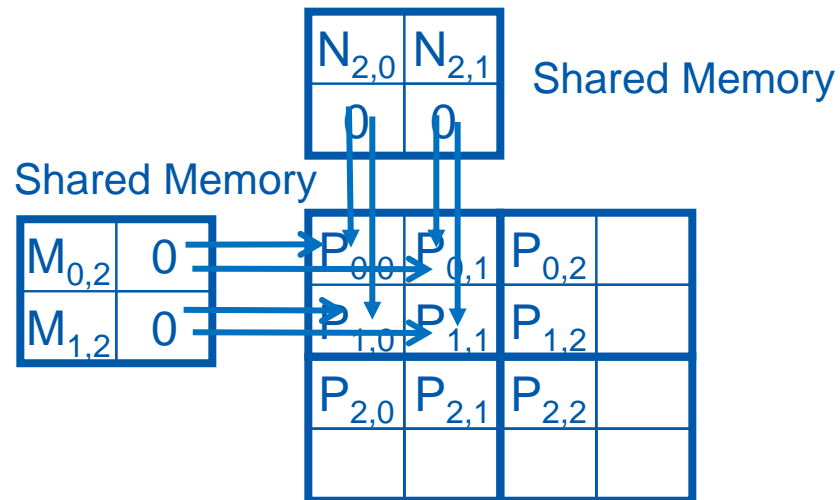 N2,0 N2,1
Shared Memory
0 0
Shared Memory
M0,2 0 P0,0 P0,1 P0,2
M1,2 0 P1,0 P1,1 P1,2
P2,0 P2,1 P2,2